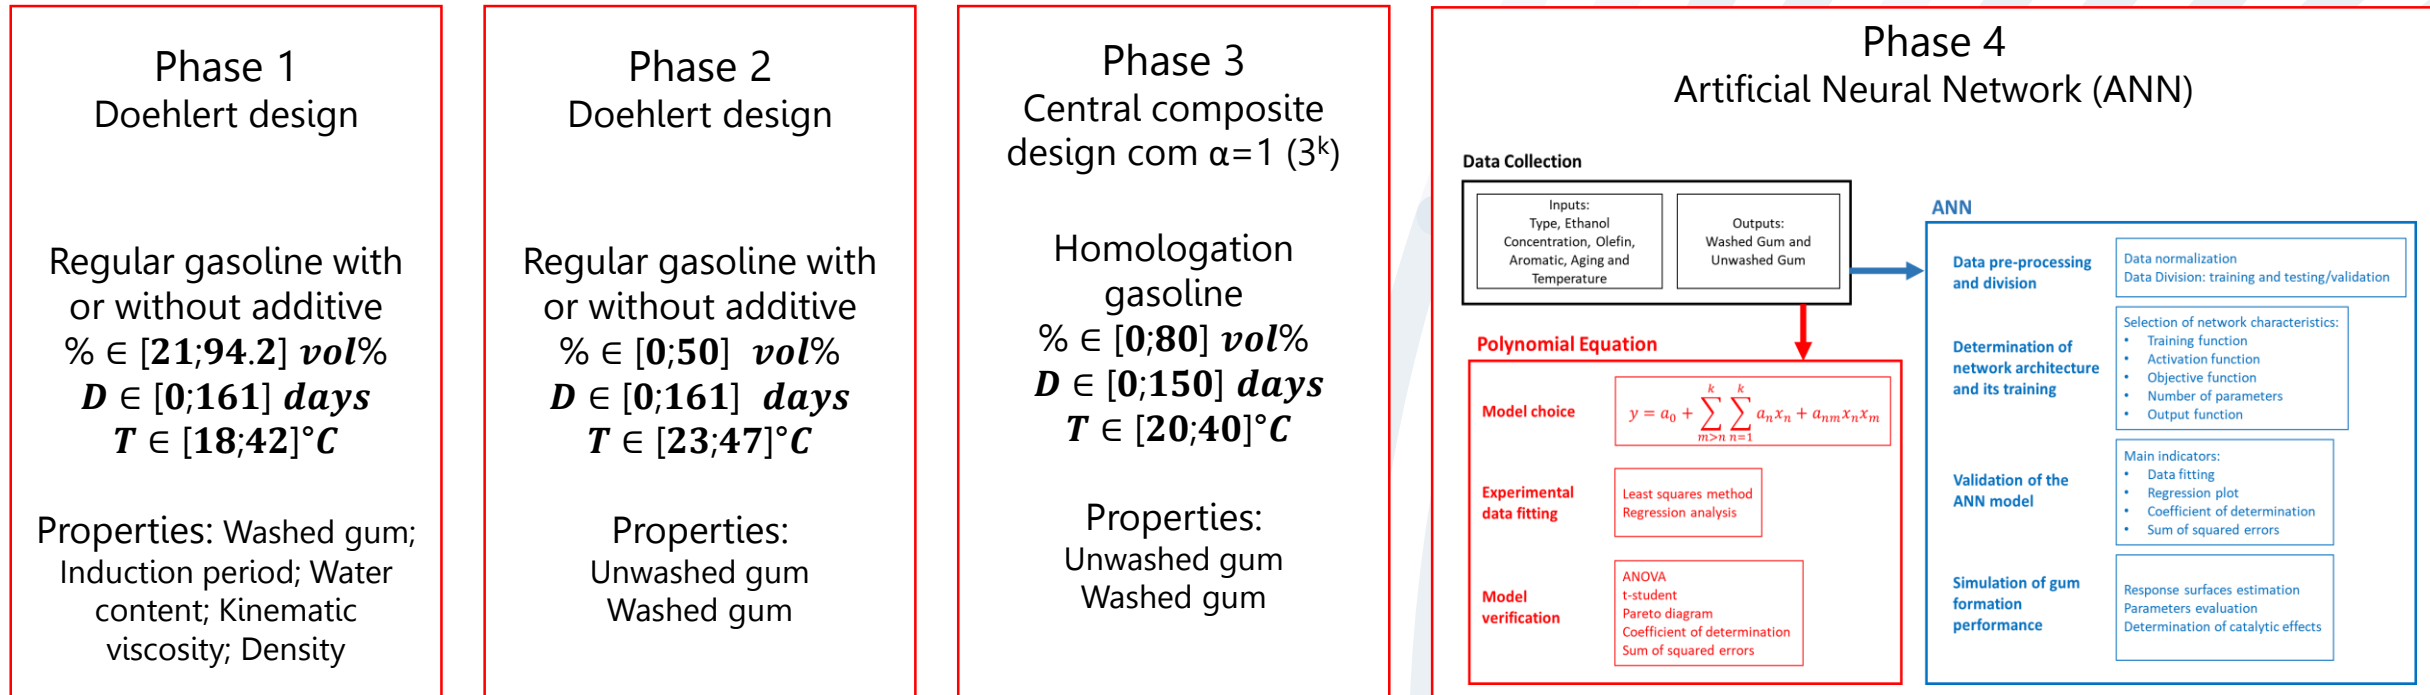 Phase 1
Doehlert design
Regular gasoline with
or without additive
% ∈ [21;94.2] vol%
D ∈ [0;161] days
T ∈ [18;42]°C
Properties: Washed gum;
Induction period; Water
content; Kinematic
viscosity; Density
Phase 2
Doehlert design
Regular gasoline with
or without additive
% ∈ [0;50] vol%
D ∈ [0;161] days
T ∈ [23;47]°C
Properties:
Unwashed gum
Washed gum
Phase 3
Central composite
design com α=1 (3ᵏ)
Homologation
gasoline
% ∈ [0;80] vol%
D ∈ [0;150] days
T ∈ [20;40]°C
Properties:
Unwashed gum
Washed gum
Phase 4
Artificial Neural Network (ANN)
Data Collection
Inputs:
Type, Ethanol
Concentration, Olefin,
Aromatic, Aging and
Temperature
Outputs:
Washed Gum and
Unwashed Gum
Polynomial Equation
Model choice
y = a₀ + ∑_{m>n}^{k} ∑_{n=1}^{k} aₙxₙ + aₙₘxₙxₘ
Experimental
data fitting
Least squares method
Regression analysis
Model
verification
ANOVA
t-student
Pareto diagram
Coefficient of determination
Sum of squared errors
ANN
Data pre-processing
and division
Data normalization
Data Division: training and testing/validation
Determination of
network architecture
and its training
Selection of network characteristics:
• Training function
• Activation function
• Objective function
• Number of parameters
• Output function
Validation of the
ANN model
Main indicators:
• Data fitting
• Regression plot
• Coefficient of determination
• Sum of squared errors
Simulation of gum
formation
performance
Response surfaces estimation
Parameters evaluation
Determination of catalytic effects